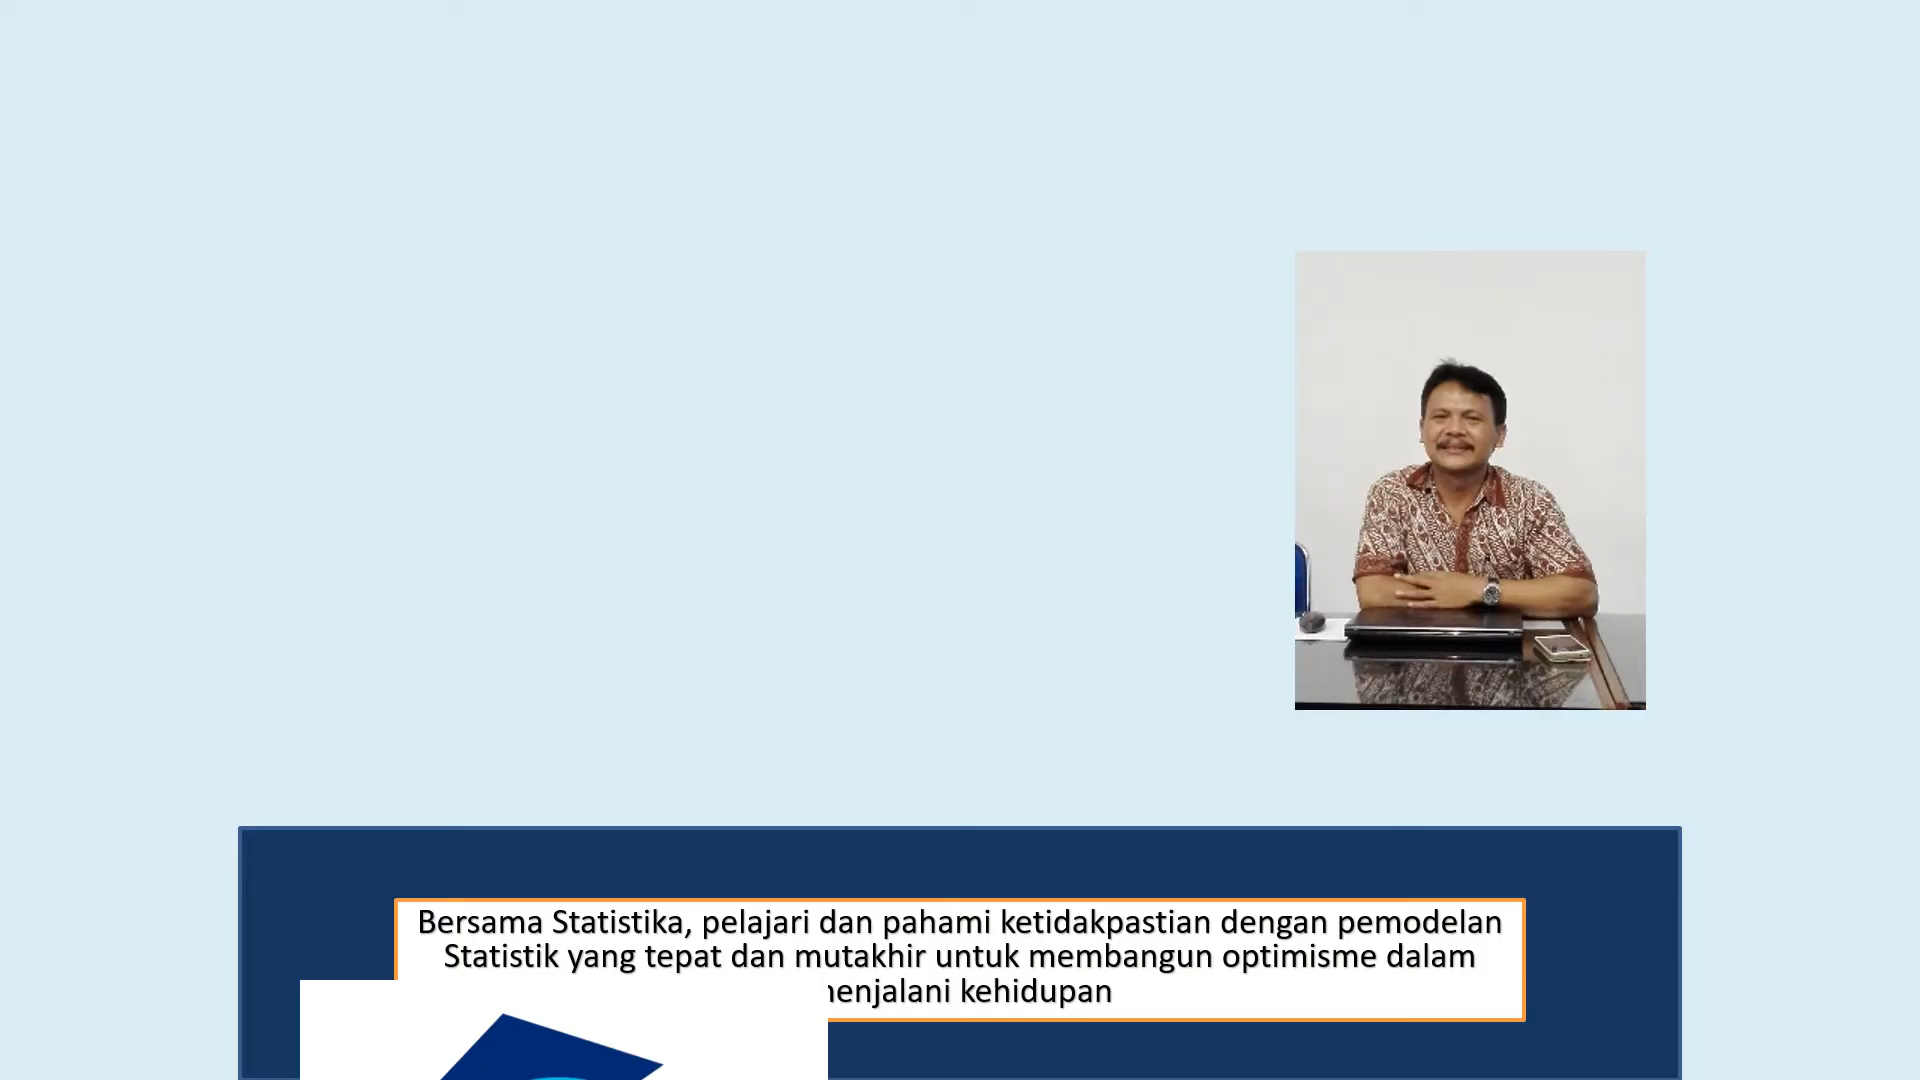 Bersama Statistika, pelajari dan pahami ketidakpastian dengan pemodelan
Statistik yang tepat dan mutakhir untuk membangun optimisme dalam
enjalani kehidupan